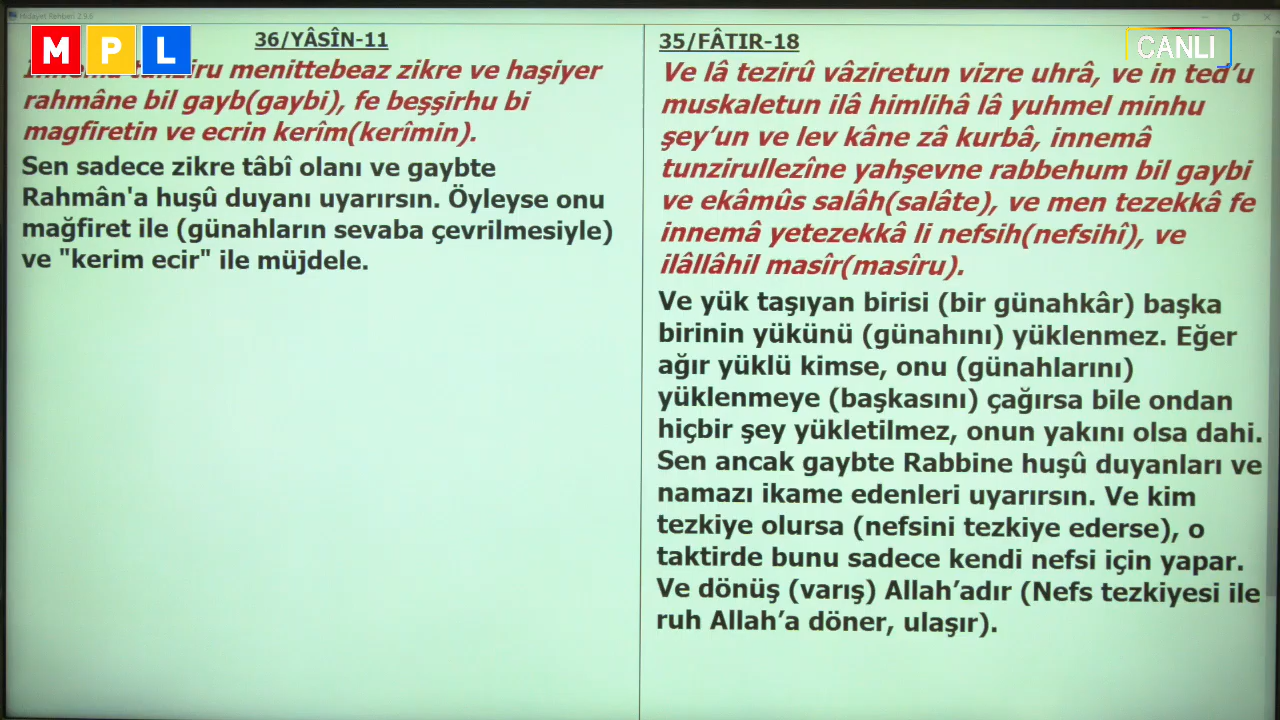 Hidayet Rehberi 2.9.0
MPL
CANLI
36/YÂSÎN-11
tunziru menittebeaz zikre ve haşiyer
rahmâne bil gayb(gaybi), fe beşşirhu bi
magfiretin ve ecrin kerîm(kerîmin).
Sen sadece zikre tâbî olanı ve gaybte
Rahmân'a huşû duyanı uyarırsın. Öyleyse onu
mağfiret ile (günahların sevaba çevrilmesiyle)
ve "kerim ecir" ile müjdele.
35/FÂTIR-18
Ve lâ tezirû vâziretun vizre uhrâ, ve in ted’u
muskaletun ilâ himlihâ lâ yuhmel minhu
şey’un ve lev kâne zâ kurbâ, innemâ
tunzirullezîne yahşevne rabbehum bil gaybi
ve ekâmûs salâh(salâte), ve men tezekkâ fe
innemâ yetezekkâ li nefsih(nefsihî), ve
ilâllâhil masîr(masîru).
Ve yük taşıyan birisi (bir günahkâr) başka
birinin yükünü (günahını) yüklenmez. Eğer
ağır yüklü kimse, onu (günahlarını)
yüklenmeye (başkasını) çağırsa bile ondan
hiçbir şey yükletilmez, onun yakını olsa dahi.
Sen ancak gaybte Rabbine huşû duyanları ve
namazı ikame edenleri uyarırsın. Ve kim
tezkiye olursa (nefsini tezkiye ederse), o
taktirde bunu sadece kendi nefsi için yapar.
Ve dönüş (varış) Allah’adır (Nefs tezkiyesi ile
ruh Allah’a döner, ulaşır).